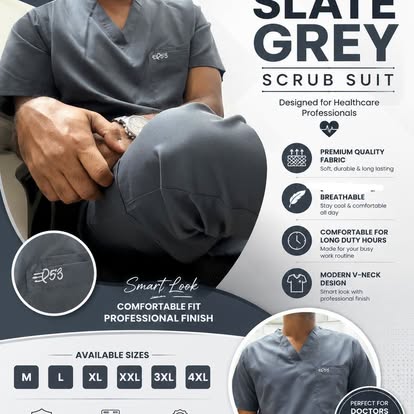 SLATE
GREY
SCRUB SUIT
Designed for Healthcare
Professionals
PREMIUM QUALITY
FABRIC
Soft, durable & long lasting
BREATHABLE
Stay cool & comfortable
all day
COMFORTABLE FOR
LONG DUTY HOURS
Made for your busy
work routine
MODERN V-NECK
DESIGN
Smart look with
professional finish
Smart Look
COMFORTABLE FIT
PROFESSIONAL FINISH
AVAILABLE SIZES
M L XL XXL 3XL 4XL
PERFECT FOR
DOCTORS